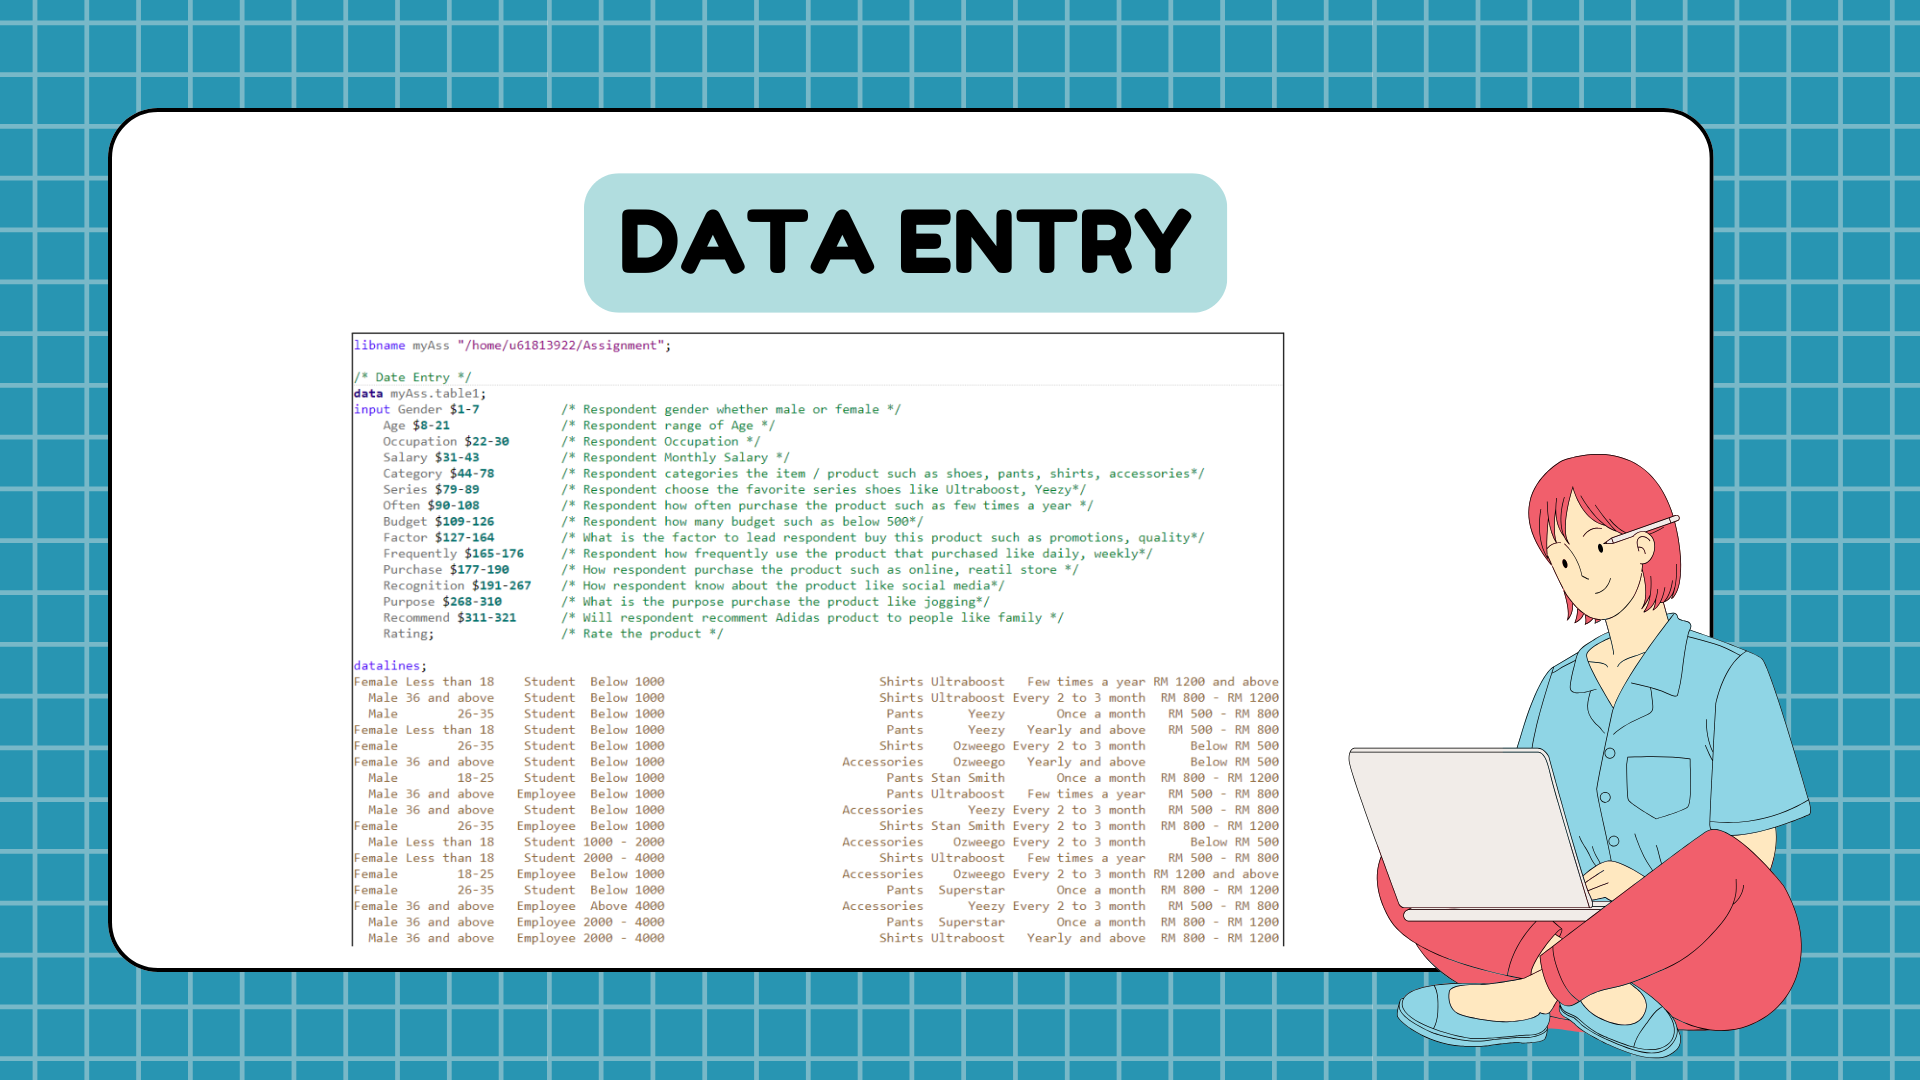 DATA ENTRY
libname myAss "/home/u61813922/Assignment";
/* Date Entry */
data myAss.table1;
input Gender $1-7 /* Respondent gender whether male or female */
Age $8-21 /* Respondent range of Age */
Occupation $22-30 /* Respondent Occupation */
Salary $31-43 /* Respondent Monthly Salary */
Category $44-78 /* Respondent categories the item / product such as shoes, pants, shirts, accessories*/
Series $79-89 /* Respondent choose the favorite series shoes like Ultraboost, Yeezy*/
Often $90-108 /* Respondent how often purchase the product such as few times a year */
Budget $109-126 /* Respondent how many budget such as below 500*/
Factor $127-164 /* What is the factor to lead respondent buy this product such as promotions, quality*/
Frequently $165-176 /* Respondent how frequently use the product that purchased like daily, weekly*/
Purchase $177-190 /* How respondent purchase the product such as online, reatil store */
Recognition $191-267 /* How respondent know about the product like social media*/
Purpose $268-310 /* What is the purpose purchase the product like jogging*/
Recommend $311-321 /* Will respondent recomment Adidas product to people like family */
Rating; /* Rate the product */
datalines;
Female Less than 18 Student Below 1000 Shirts Ultraboost Few times a year RM 1200 and above
Male 36 and above Student Below 1000 Shirts Ultraboost Every 2 to 3 month RM 800 - RM 1200
Male 26-35 Student Below 1000 Pants Yeezy Once a month RM 500 - RM 800
Female Less than 18 Student Below 1000 Pants Yeezy Yearly and above RM 500 - RM 800
Female 26-35 Student Below 1000 Shirts Ozweego Every 2 to 3 month Below RM 500
Female 36 and above Student Below 1000 Accessories Ozweego Yearly and above Below RM 500
Male 18-25 Student Below 1000 Pants Stan Smith Once a month RM 800 - RM 1200
Male 36 and above Employee Below 1000 Pants Ultraboost Few times a year RM 500 - RM 800
Male 36 and above Student Below 1000 Accessories Yeezy Every 2 to 3 month RM 500 - RM 800
Female 26-35 Employee Below 1000 Shirts Stan Smith Every 2 to 3 month RM 800 - RM 1200
Male Less than 18 Student 1000 - 2000 Accessories Ozweego Every 2 to 3 month Below RM 500
Female Less than 18 Student 2000 - 4000 Shirts Ultraboost Few times a year RM 500 - RM 800
Female 18-25 Employee Below 1000 Accessories Ozweego Every 2 to 3 month RM 1200 and above
Female 26-35 Student Below 1000 Pants Superstar Once a month RM 800 - RM 1200
Female 36 and above Employee Above 4000 Accessories Yeezy Every 2 to 3 month RM 500 - RM 800
Male 36 and above Employee 2000 - 4000 Pants Superstar Once a month RM 800 - RM 1200
Male 36 and above Employee 2000 - 4000 Shirts Ultraboost Yearly and above RM 800 - RM 1200